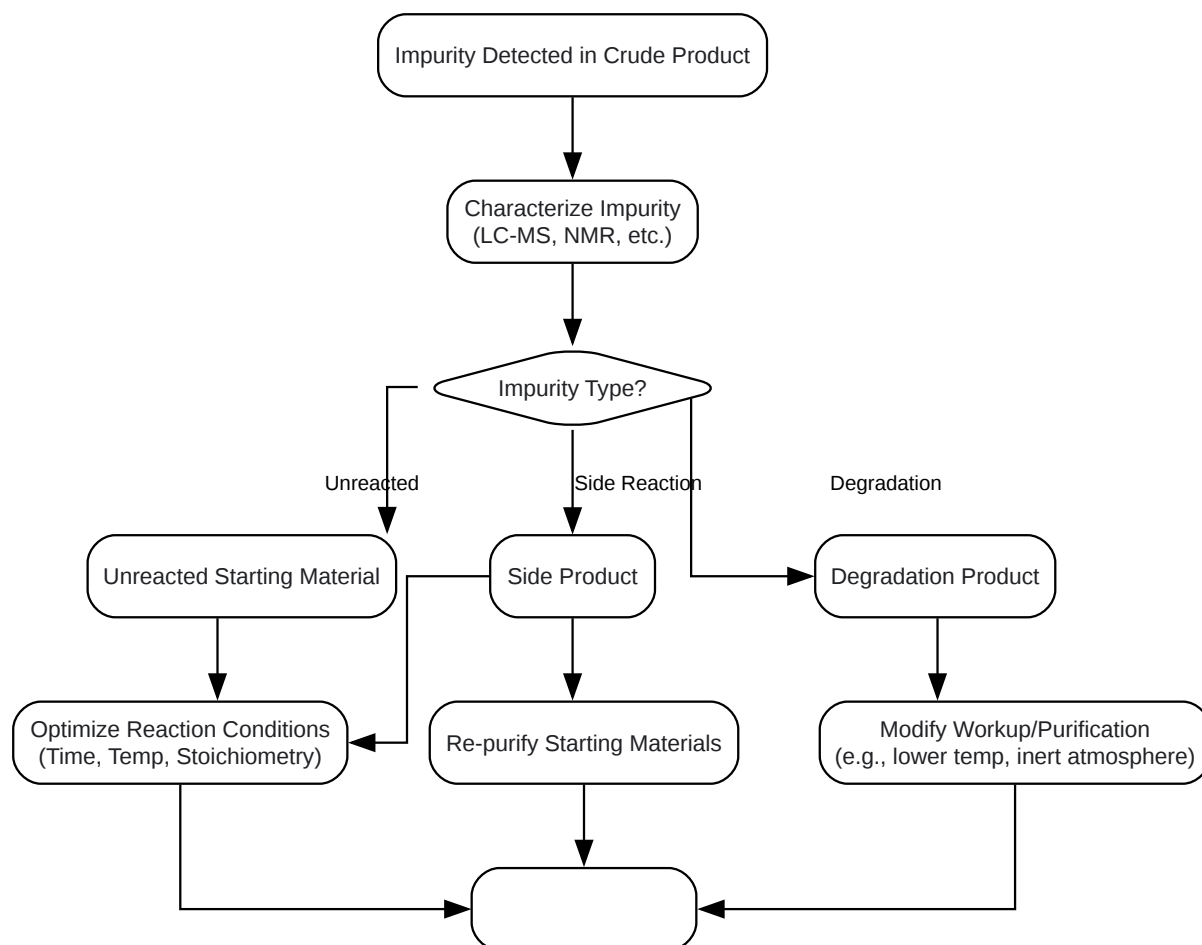 Impurity Detected in Crude Product
Characterize Impurity
(LC-MS, NMR, etc.)
Impurity Type?
Unreacted
Side Reaction
Degradation
Unreacted Starting Material
Side Product
Degradation Product
Optimize Reaction Conditions
(Time, Temp, Stoichiometry)
Re-purify Starting Materials
Modify Workup/Purification
(e.g., lower temp, inert atmosphere)